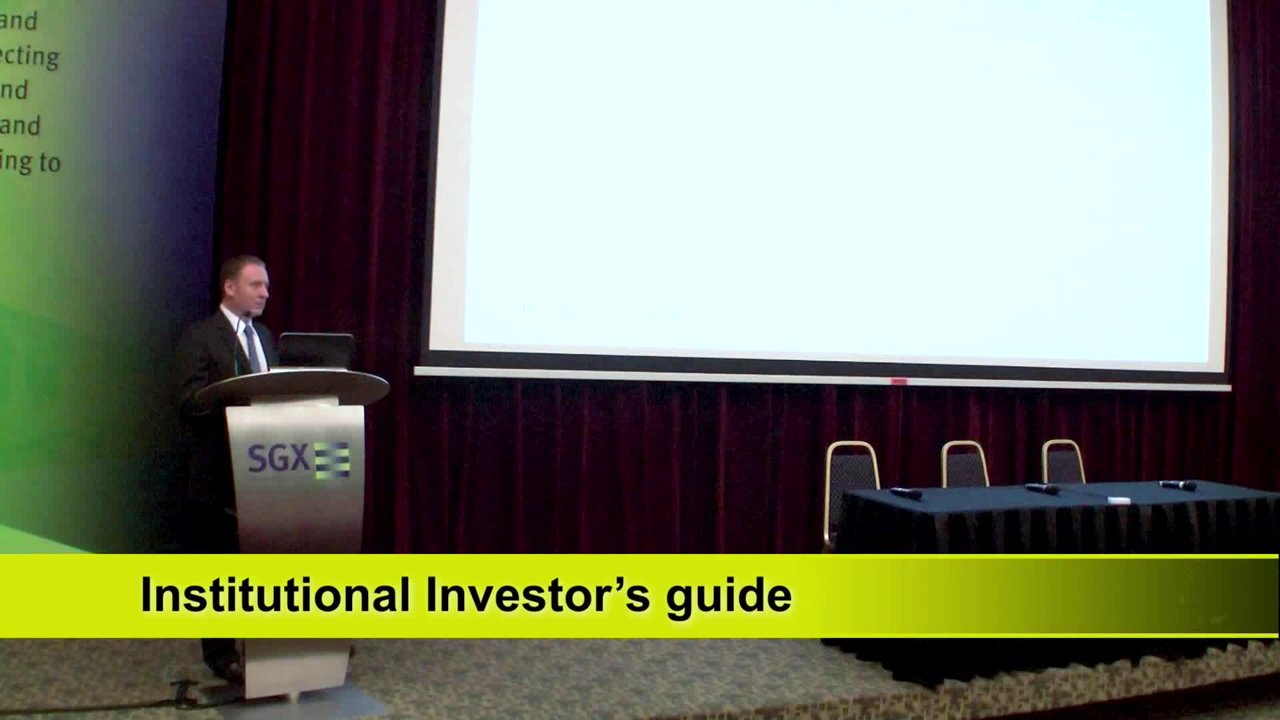 and
ecting
nd
and
ing to
SGX
Institutional Investor’s guide